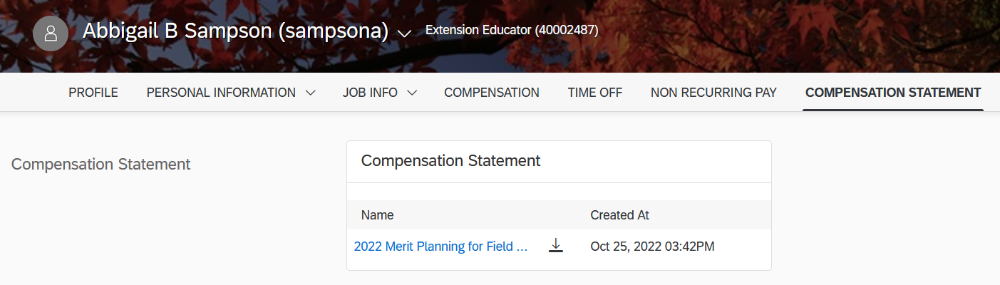 Abbigail B Sampson (sampsona) Extension Educator (40002487)
PROFILE PERSONAL INFORMATION JOB INFO COMPENSATION TIME OFF NON RECURRING PAY COMPENSATION STATEMENT
Compensation Statement
Compensation Statement
Name Created At
2022 Merit Planning for Field ... Oct 25, 2022 03:42PM